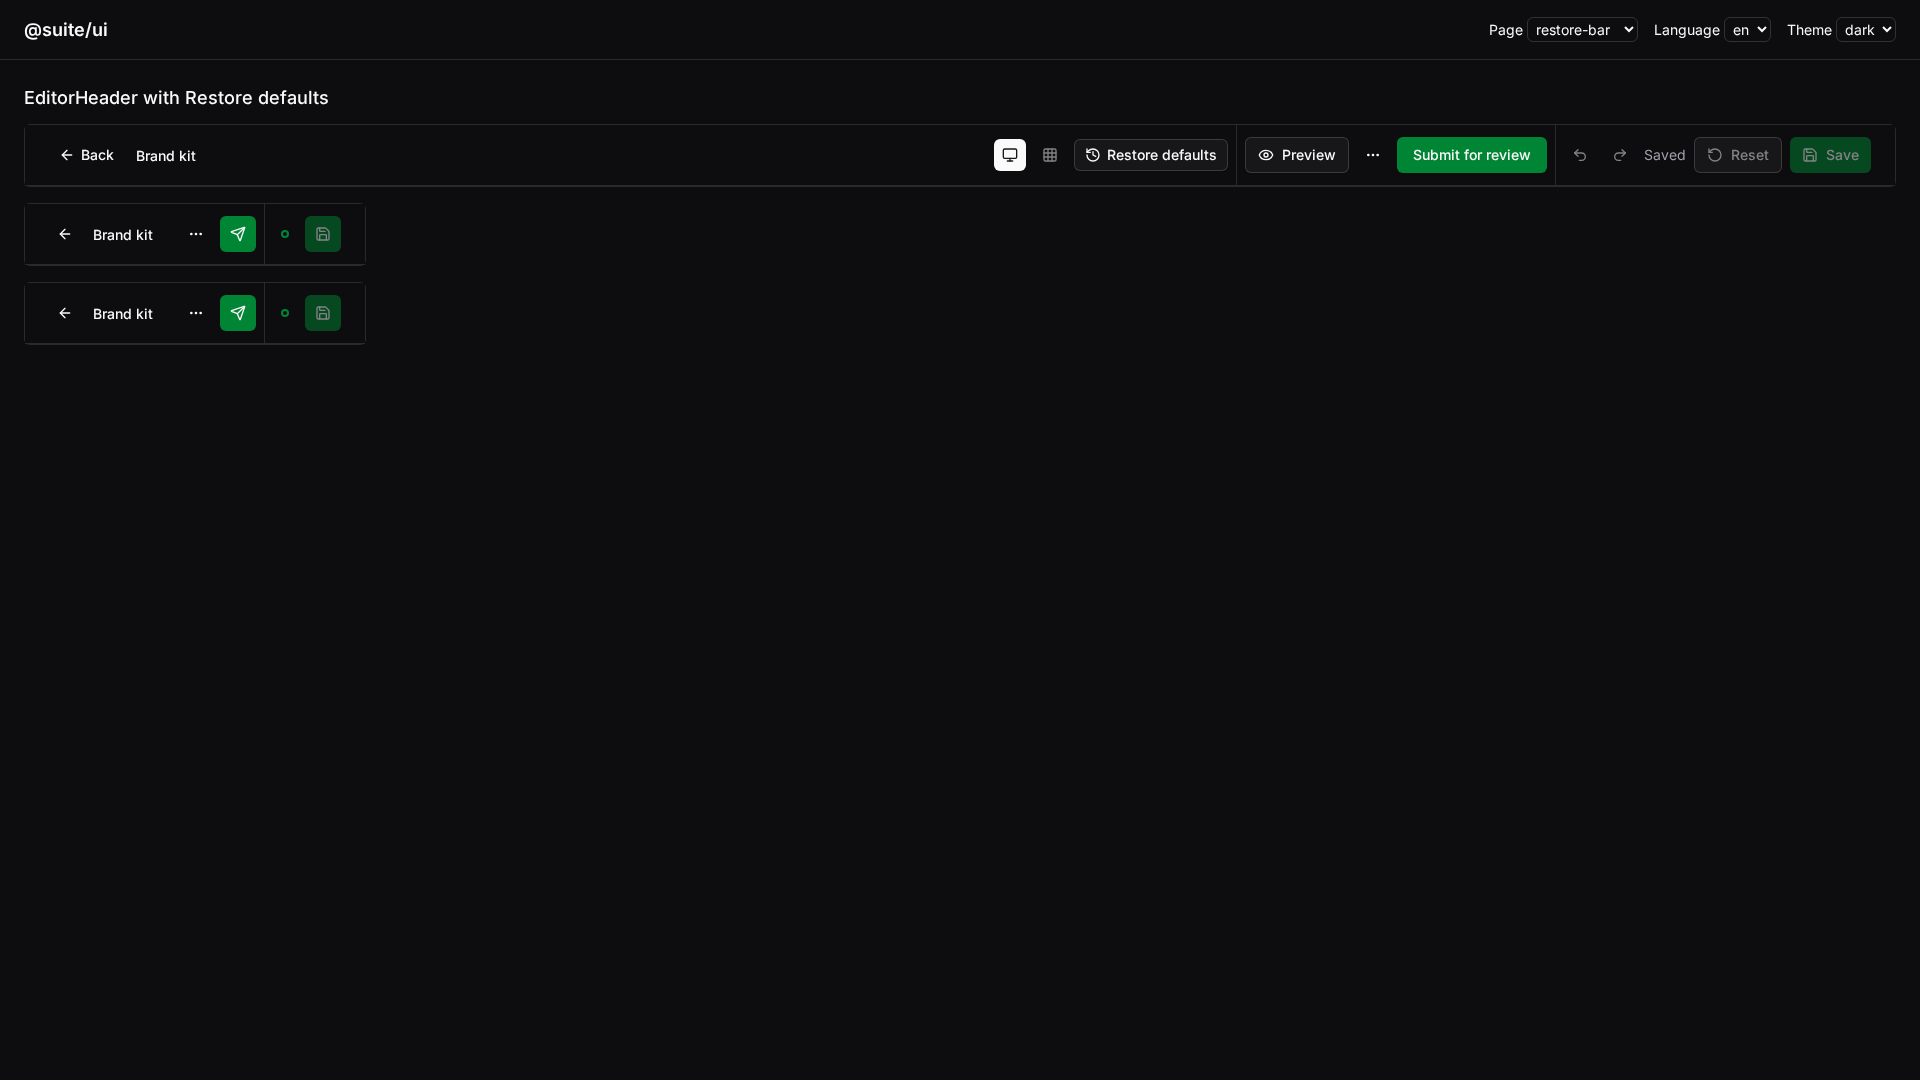 @suite/ui
Page restore-bar Language en Theme dark
EditorHeader with Restore defaults
Back Brand kit Restore defaults Preview Submit for review Saved Reset Save
Brand kit
Brand kit